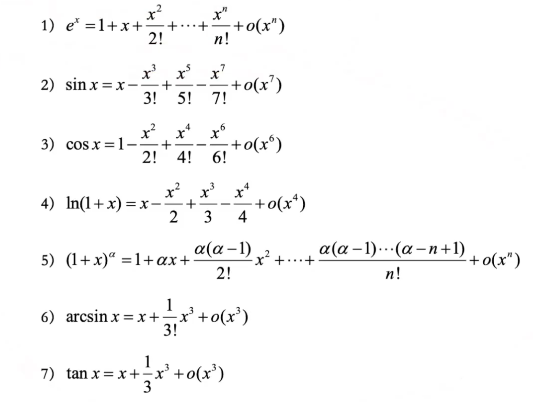 1) e^x = 1 + x + x^2/2! + ⋯ + x^n/n! + o(x^n)
2) sin x = x − x^3/3! + x^5/5! − x^7/7! + o(x^7)
3) cos x = 1 − x^2/2! + x^4/4! − x^6/6! + o(x^6)
4) ln(1 + x) = x − x^2/2 + x^3/3 − x^4/4 + o(x^4)
5) (1 + x)^α = 1 + αx + α(α − 1)/2! x^2 + ⋯ + α(α − 1)⋯(α − n + 1)/n! + o(x^n)
6) arcsin x = x + 1/3! x^3 + o(x^3)
7) tan x = x + 1/3 x^3 + o(x^3)